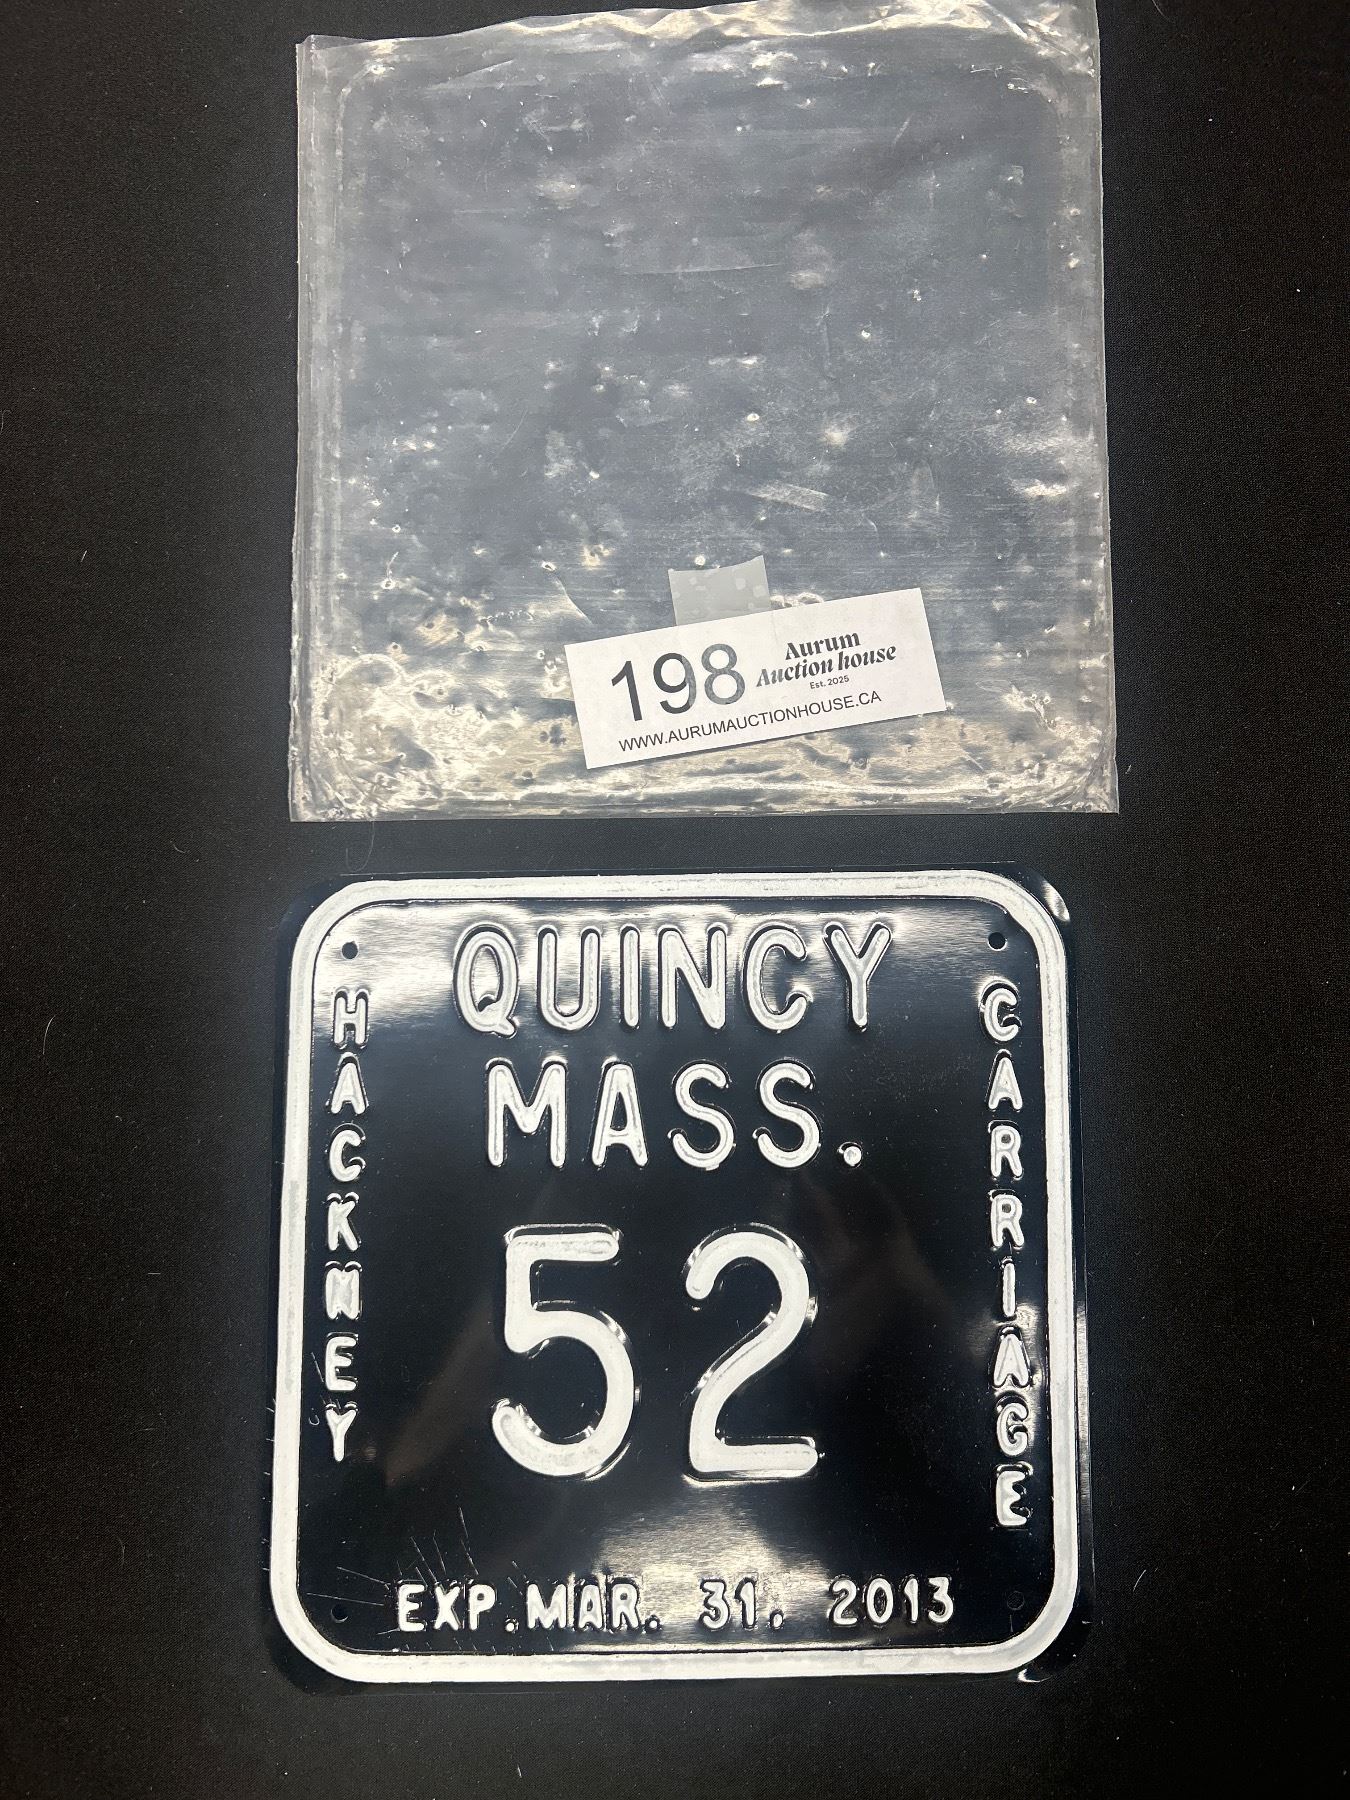 198
Aurum
Auction house
Est. 2025
WWW.AURUMAUCTIONHOUSE.CA
QUINCY
MASS.
HACKNEY
CARRIAGE
52
EXP. MAR. 31. 2013